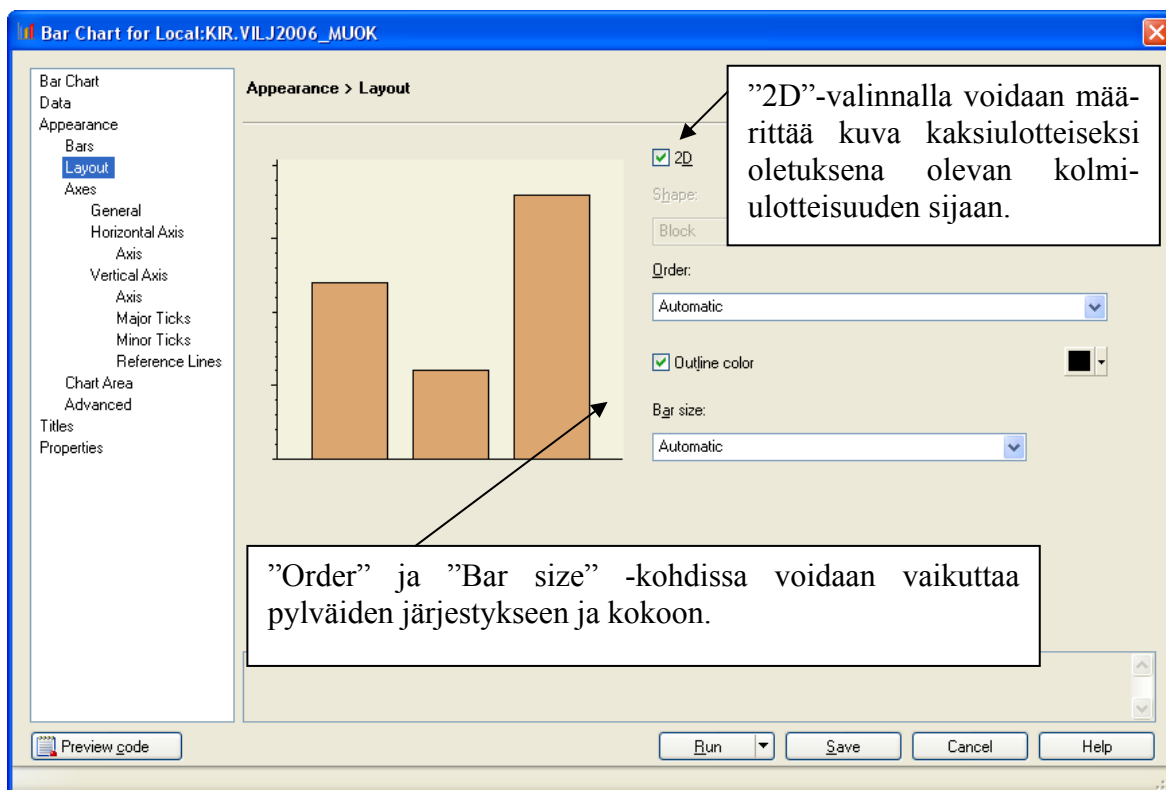 Bar Chart for Local:KIR.VILJ2006_MUOK
Bar Chart
Data
Appearance
Bars
Layout
Axes
General
Horizontal Axis
Axis
Vertical Axis
Axis
Major Ticks
Minor Ticks
Reference Lines
Chart Area
Advanced
Titles
Properties
Appearance > Layout
”2D”-valinnalla voidaan mää-
rittää kuva kaksiulotteiseksi
oletuksena olevan kolmi-
ulotteisuuden sijaan.
2D
Shape:
Block
Order:
Automatic
Outline color
Bar size:
Automatic
”Order” ja ”Bar size” -kohdissa voidaan vaikuttaa
pylväiden järjestykseen ja kokoon.
Preview code
Run
Save
Cancel
Help